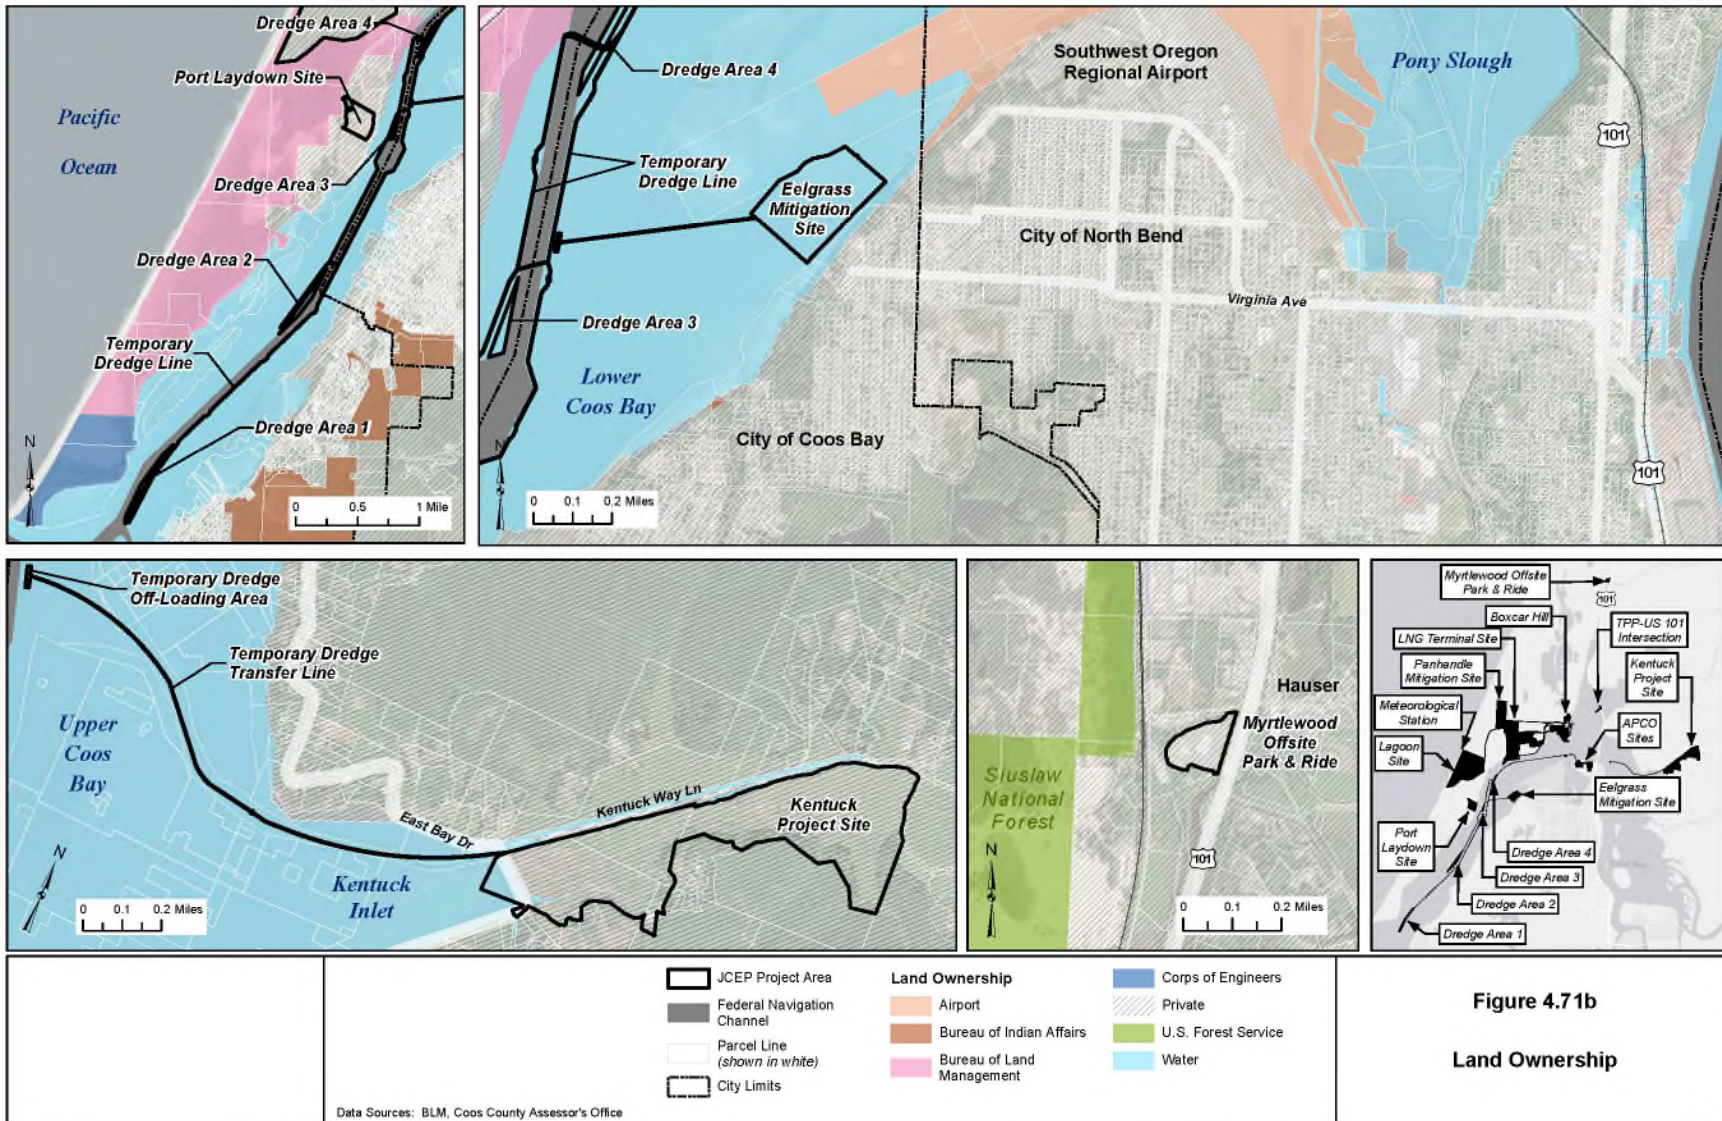 Dredge Area 4
Port Laydown Site
Pacific
Ocean
Dredge Area 3
Dredge Area 2
Temporary
Dredge Line
Dredge Area 1
N
0 0.5 1 Mile
Dredge Area 4
Southwest Oregon
Regional Airport
Pony Slough
101
Temporary
Dredge Line
Eelgrass
Mitigation
Site
City of North Bend
Virginia Ave
Dredge Area 3
Lower
Coos Bay
City of Coos Bay
101
N
0 0.1 0.2 Miles
Temporary Dredge
Off-Loading Area
Temporary Dredge
Transfer Line
Upper
Coos
Bay
Kentuck Way Ln
East Bay Dr
Kentuck
Project Site
Kentuck
Inlet
N
0 0.1 0.2 Miles
Hauser
Myrtlewood
Offsite
Park & Ride
Siuslaw
National
Forest
101
N
0 0.1 0.2 Miles
Myrtlewood Offsite
Park & Ride
101
Boxcar Hill
TPP-US 101
Intersection
LNG Terminal Site
Panhandle
Mitigation Site
Kentuck
Project
Site
Meteorological
Station
APCO
Sites
Lagoon
Site
Eelgrass
Mitigation Site
Port
Laydown
Site
Dredge Area 4
Dredge Area 3
Dredge Area 2
Dredge Area 1
JCEP Project Area
Federal Navigation
Channel
Parcel Line
(shown in white)
City Limits
Land Ownership
Airport
Bureau of Indian Affairs
Bureau of Land
Management
Corps of Engineers
Private
U.S. Forest Service
Water
Data Sources: BLM, Coos County Assessor's Office
Figure 4.71b
Land Ownership